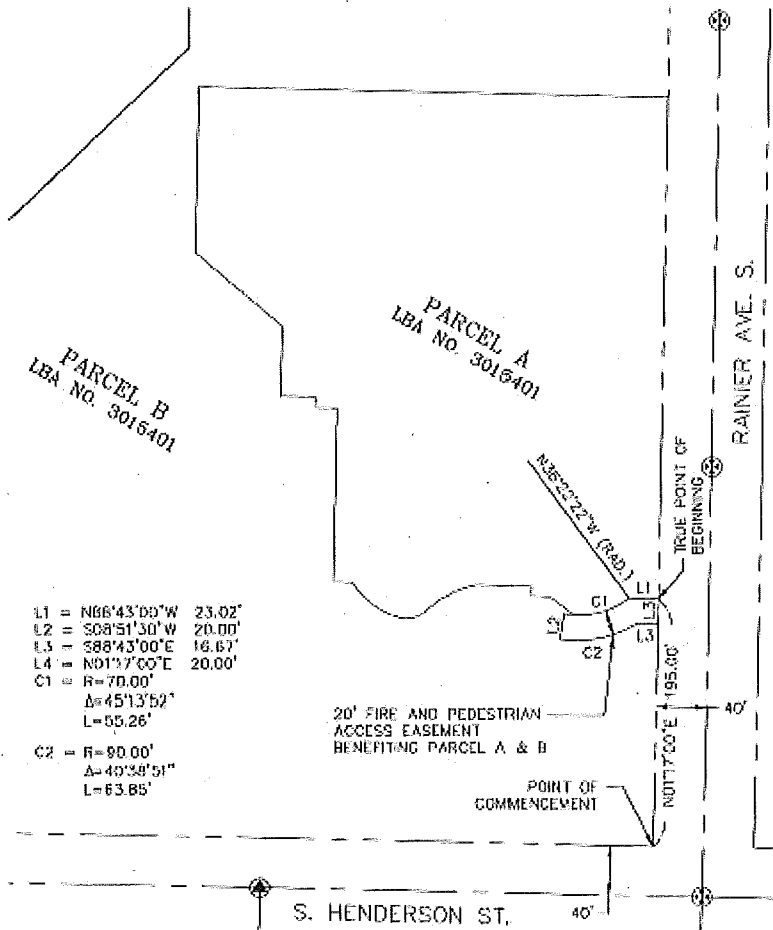 RAINIER AVE. S.
PARCEL A
LBA NO. 3015401
PARCEL B
LBA NO. 3015401
N36°22'22"W (RAD.)
TRUE POINT OF
BEGINNING
L1
C1
L3
L2
L3
C2
L1 = N88°43'00"W 23.02'
L2 = S08°51'30"W 20.00'
L3 = S88°43'00"E 16.67'
L4 = N01°17'00"E 20.00'
C1 = R=70.00'
Δ=45°13'52"
L=55.26'
C2 = R=90.00'
Δ=40°38'51"
L=63.85'
20' FIRE AND PEDESTRIAN
ACCESS EASEMENT
BENEFITING PARCEL A & B
N01°17'00"E 195.00'
40'
POINT OF
COMMENCEMENT
S. HENDERSON ST.
40'